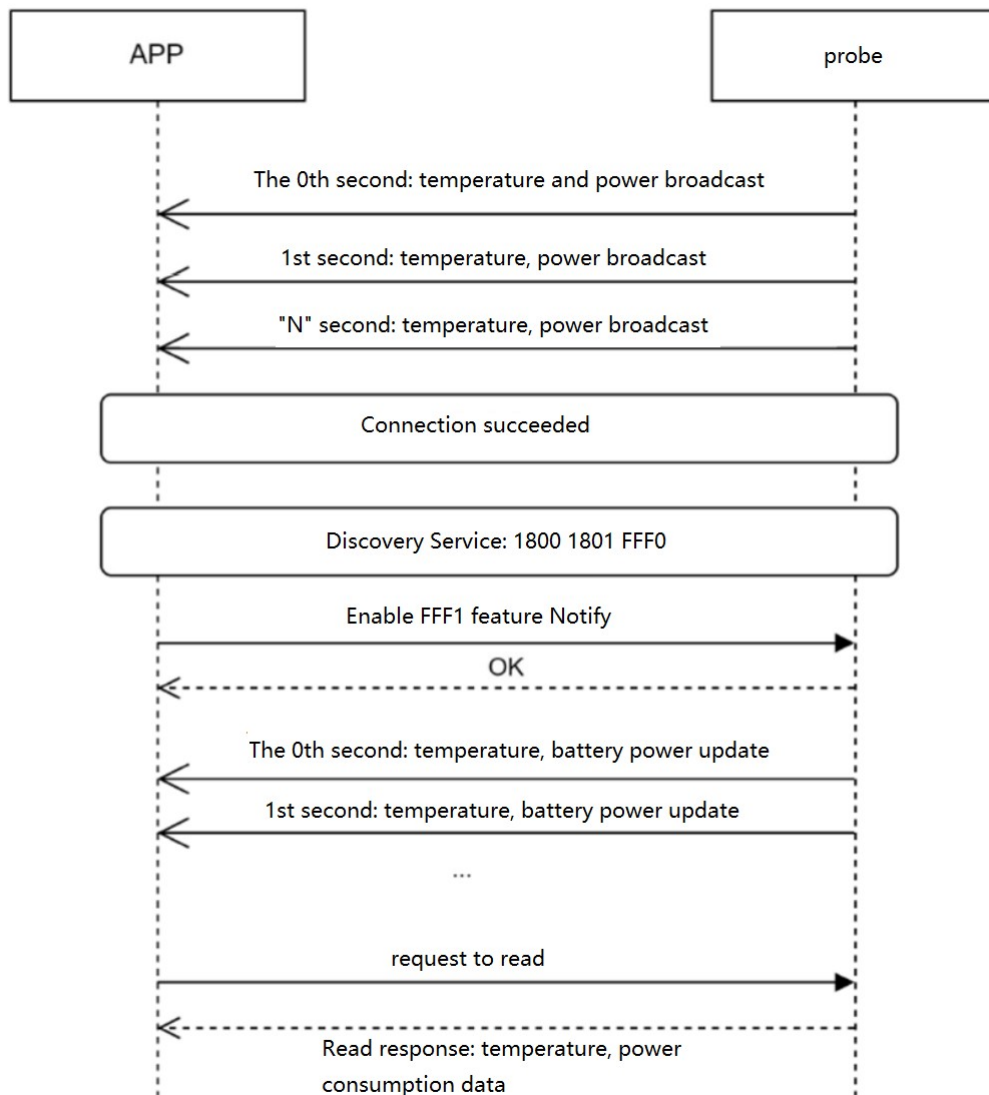 APP
probe
The 0th second: temperature and power broadcast
1st second: temperature, power broadcast
"N" second: temperature, power broadcast
Connection succeeded
Discovery Service: 1800 1801 FFF0
Enable FFF1 feature Notify
OK
The 0th second: temperature, battery power update
1st second: temperature, battery power update
...
request to read
Read response: temperature, power
consumption data